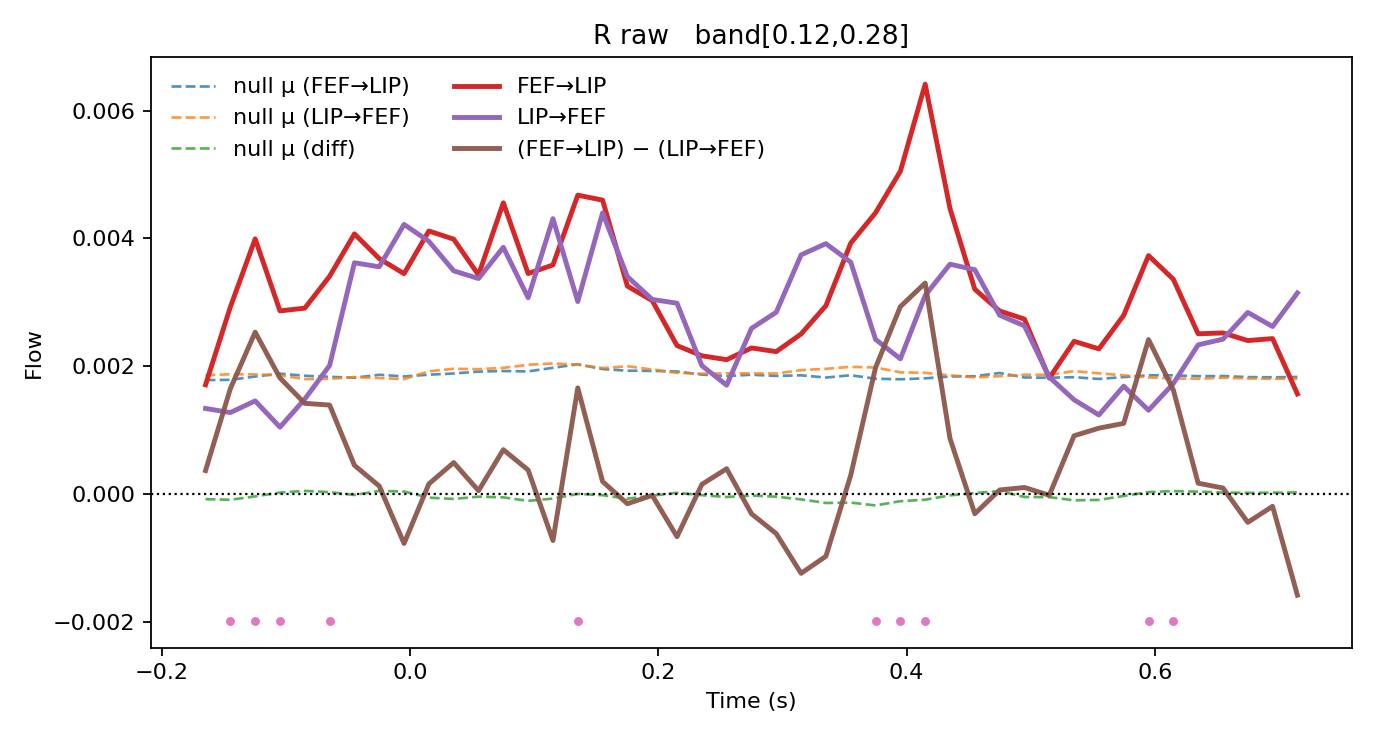 R raw   band[0.12,0.28]
null μ (FEF→LIP)
null μ (LIP→FEF)
null μ (diff)
FEF→LIP
LIP→FEF
(FEF→LIP) − (LIP→FEF)
Flow
0.006
0.004
0.002
0.000
−0.002
−0.2
0.0
0.2
0.4
0.6
Time (s)